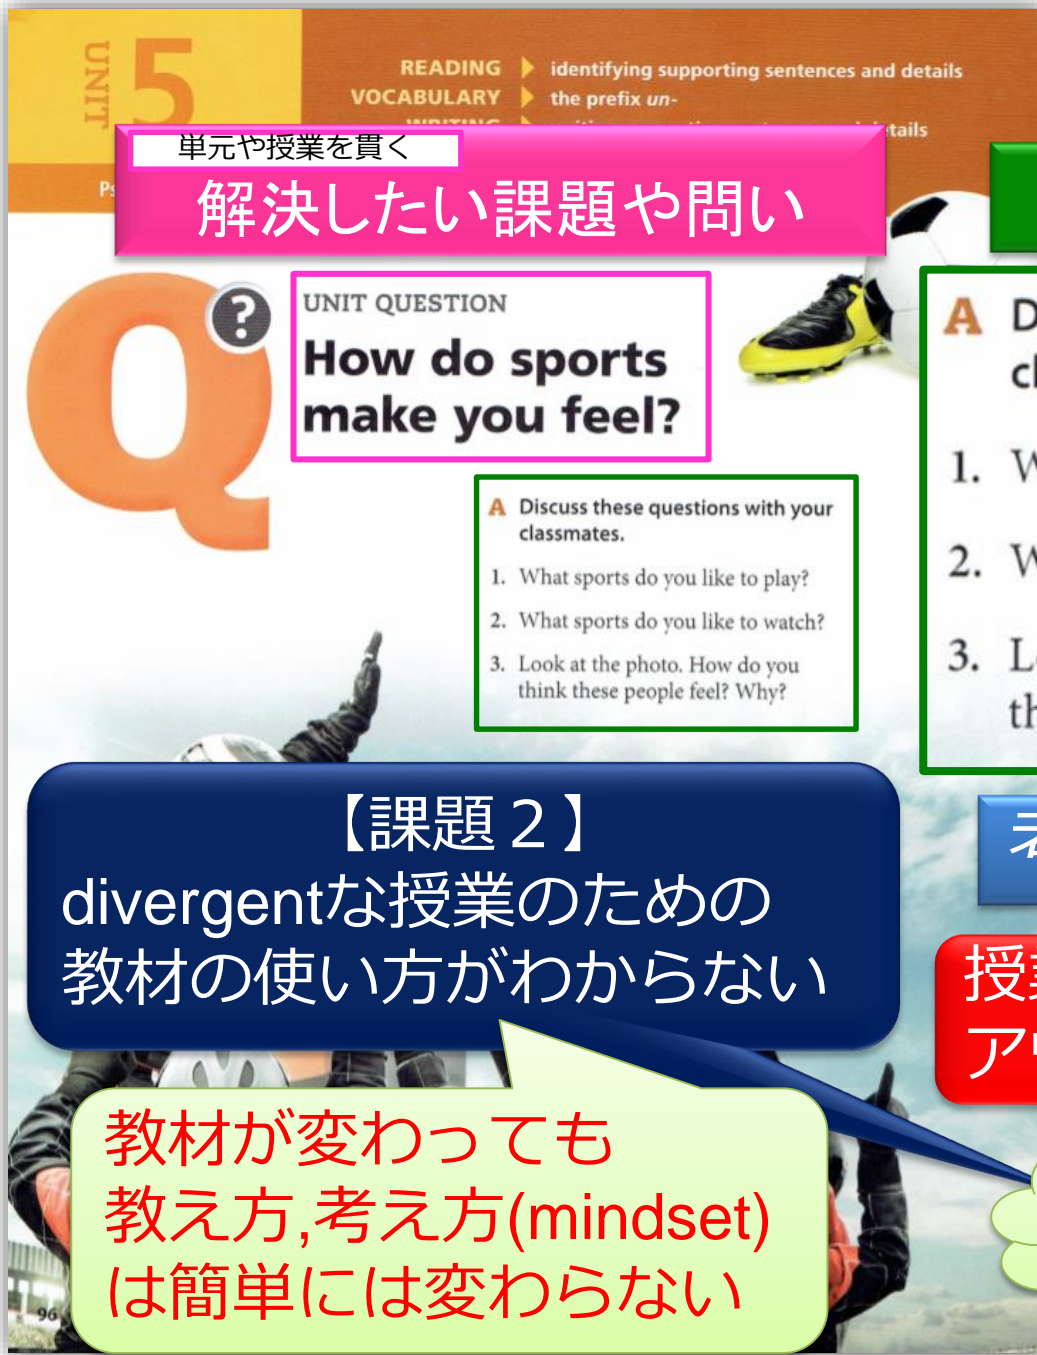 UNIT 5
READING identifying supporting sentences and details
VOCABULARY the prefix un-
単元や授業を貫く
解決したい課題や問い
Q ?
UNIT QUESTION
How do sports
make you feel?
A Discuss these questions with your
classmates.
1. What sports do you like to play?
2. What sports do you like to watch?
3. Look at the photo. How do you
think these people feel? Why?
A
1.
2.
3.
【課題２】
divergentな授業のための
教材の使い方がわからない
教材が変わっても
教え方,考え方(mindset)
は簡単には変わらない
96